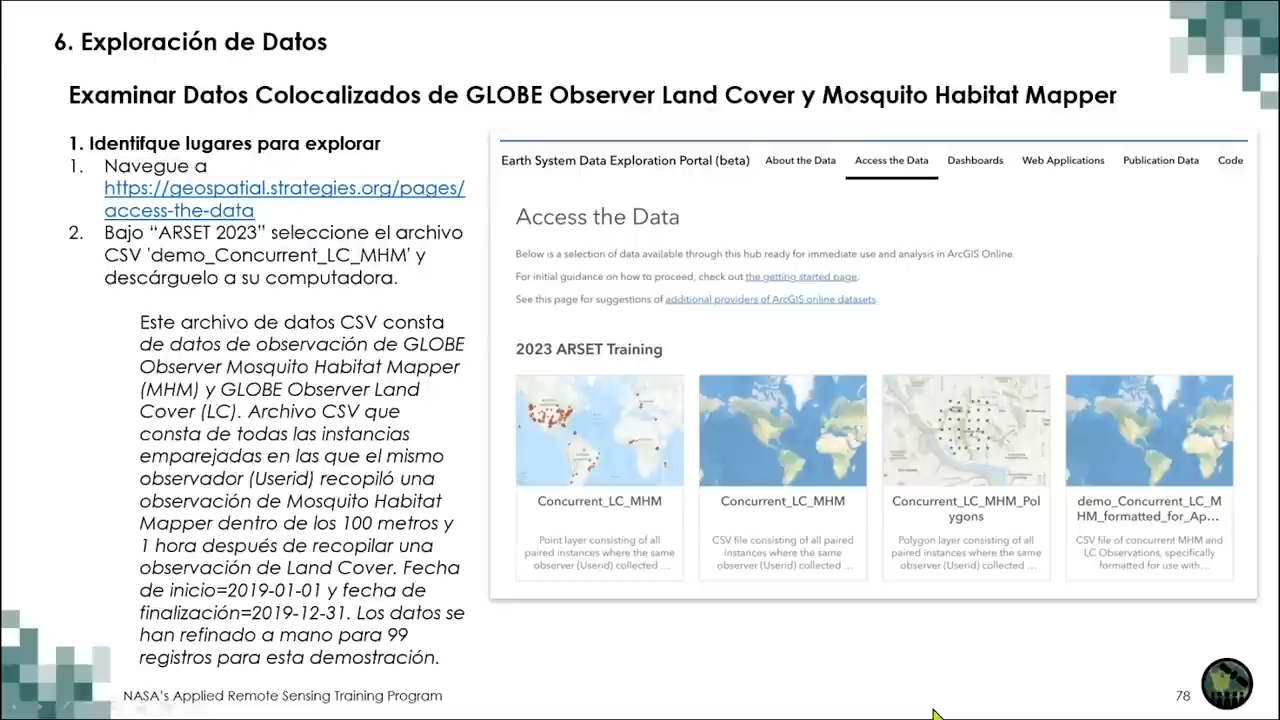 6. Exploración de Datos
Examinar Datos Colocalizados de GLOBE Observer Land Cover y Mosquito Habitat Mapper
1. Identifque lugares para explorar
1. Navegue a
https://geospatial.strategies.org/pages/
access-the-data
2. Bajo “ARSET 2023” seleccione el archivo
CSV 'demo_Concurrent_LC_MHM' y
descárguelo a su computadora.
Este archivo de datos CSV consta
de datos de observación de GLOBE
Observer Mosquito Habitat Mapper
(MHM) y GLOBE Observer Land
Cover (LC). Archivo CSV que
consta de todas las instancias
emparejadas en las que el mismo
observador (Userid) recopiló una
observación de Mosquito Habitat
Mapper dentro de los 100 metros y
1 hora después de recopilar una
observación de Land Cover. Fecha
de inicio=2019-01-01 y fecha de
finalización=2019-12-31. Los datos se
han refinado a mano para 99
registros para esta demostración.
Earth System Data Exploration Portal (beta) About the Data Access the Data Dashboards Web Applications Publication Data Code
Access the Data
Below is a selection of data available through this hub ready for immediate use and analysis in ArcGIS Online.
For initial guidance on how to proceed, check out the getting started page.
See this page for suggestions of additional providers of ArcGIS online datasets.
2023 ARSET Training
Concurrent_LC_MHM
Point layer consisting of all
paired instances where the same
observer (Userid) collected ...
Concurrent_LC_MHM
CSV file consisting of all paired
instances where the same
observer (Userid) collected ...
Concurrent_LC_MHM_Pol
ygons
Polygon layer consisting of all
paired instances where the same
observer (Userid) collected ...
demo_Concurrent_LC_M
HM_formatted_for_Ap...
CSV file of concurrent MHM and
LC Observations, specifically
formatted for use with...
NASA's Applied Remote Sensing Training Program
78